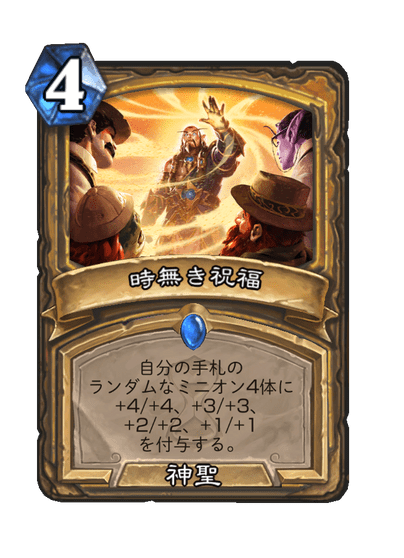 4
時無き祝福
自分の手札の
ランダムなミニオン4体に
+4/+4、+3/+3、
+2/+2、+1/+1
を付与する。
神聖